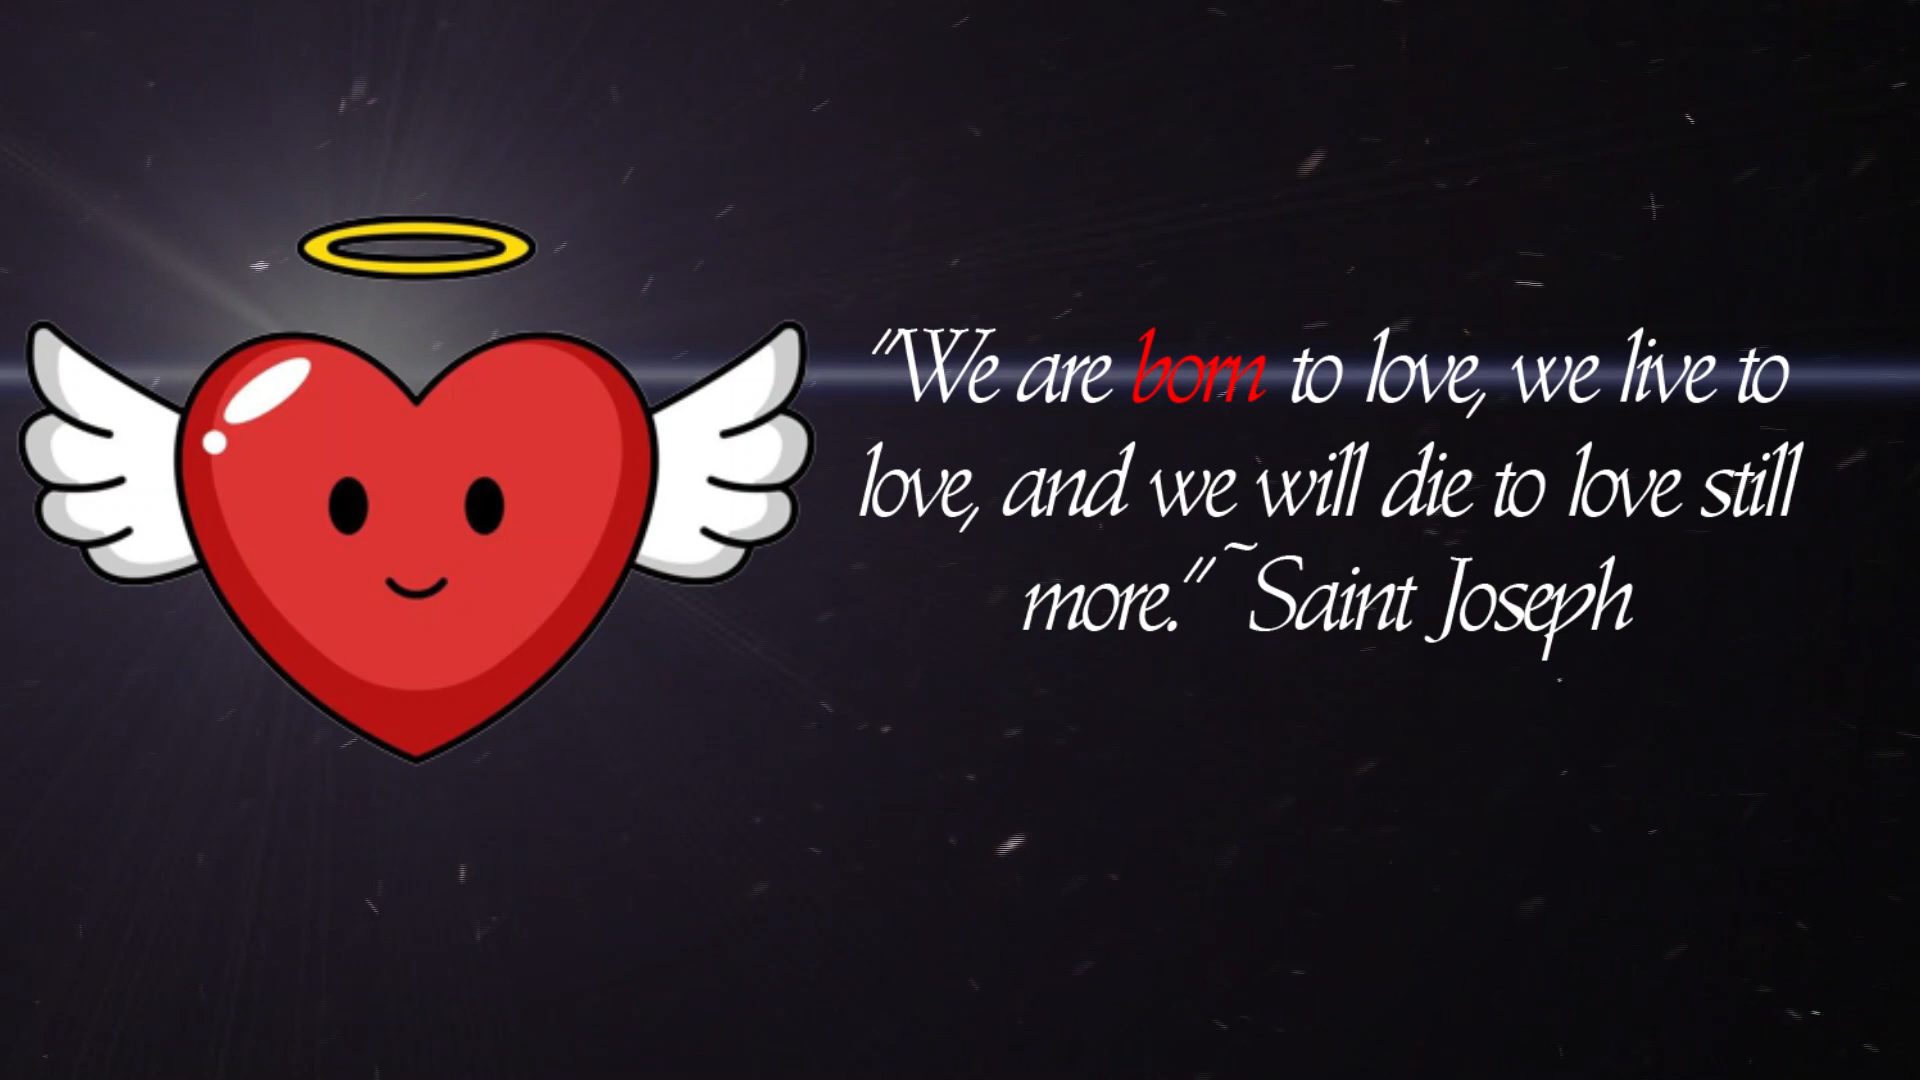 "We are born to love, we live to
love, and we will die to love still
more." ~Saint Joseph